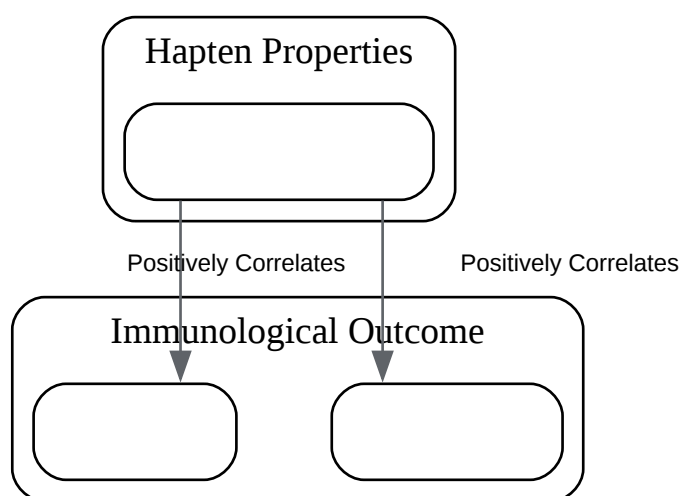 Hapten Properties
Positively Correlates
Positively Correlates
Immunological Outcome